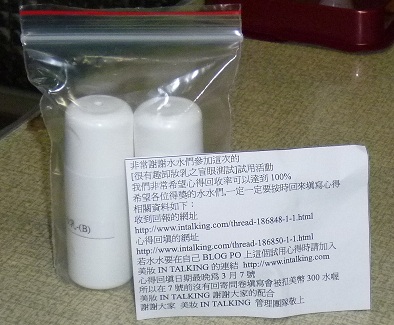 乳-(B)
非常謝謝水水們參加這次的
[很有趣卸妝乳之盲眼測試]試用活動
我們非常希望心得回收率可以達到 100%
希望各位得獎的水水們,一定一定要按時回來填寫心得
相關資料如下：
收到回報的網址
http://www.intalking.com/thread-186848-1-1.html
心得回填的網址
http://www.intalking.com/thread-186850-1-1.html
若水水要在自己 BLOG PO 上這個試用心得時請加入
美妝 IN TALKING 的連結 http://www.intalking.com
心得回填日期最晚為 3 月 7 號
所以在 7 號前沒有回寄問卷填寫會被扣美幣 300 水喔
美妝 IN TALKING 謝謝大家的配合
謝謝大家 美妝 IN TALKING 管理團隊敬上